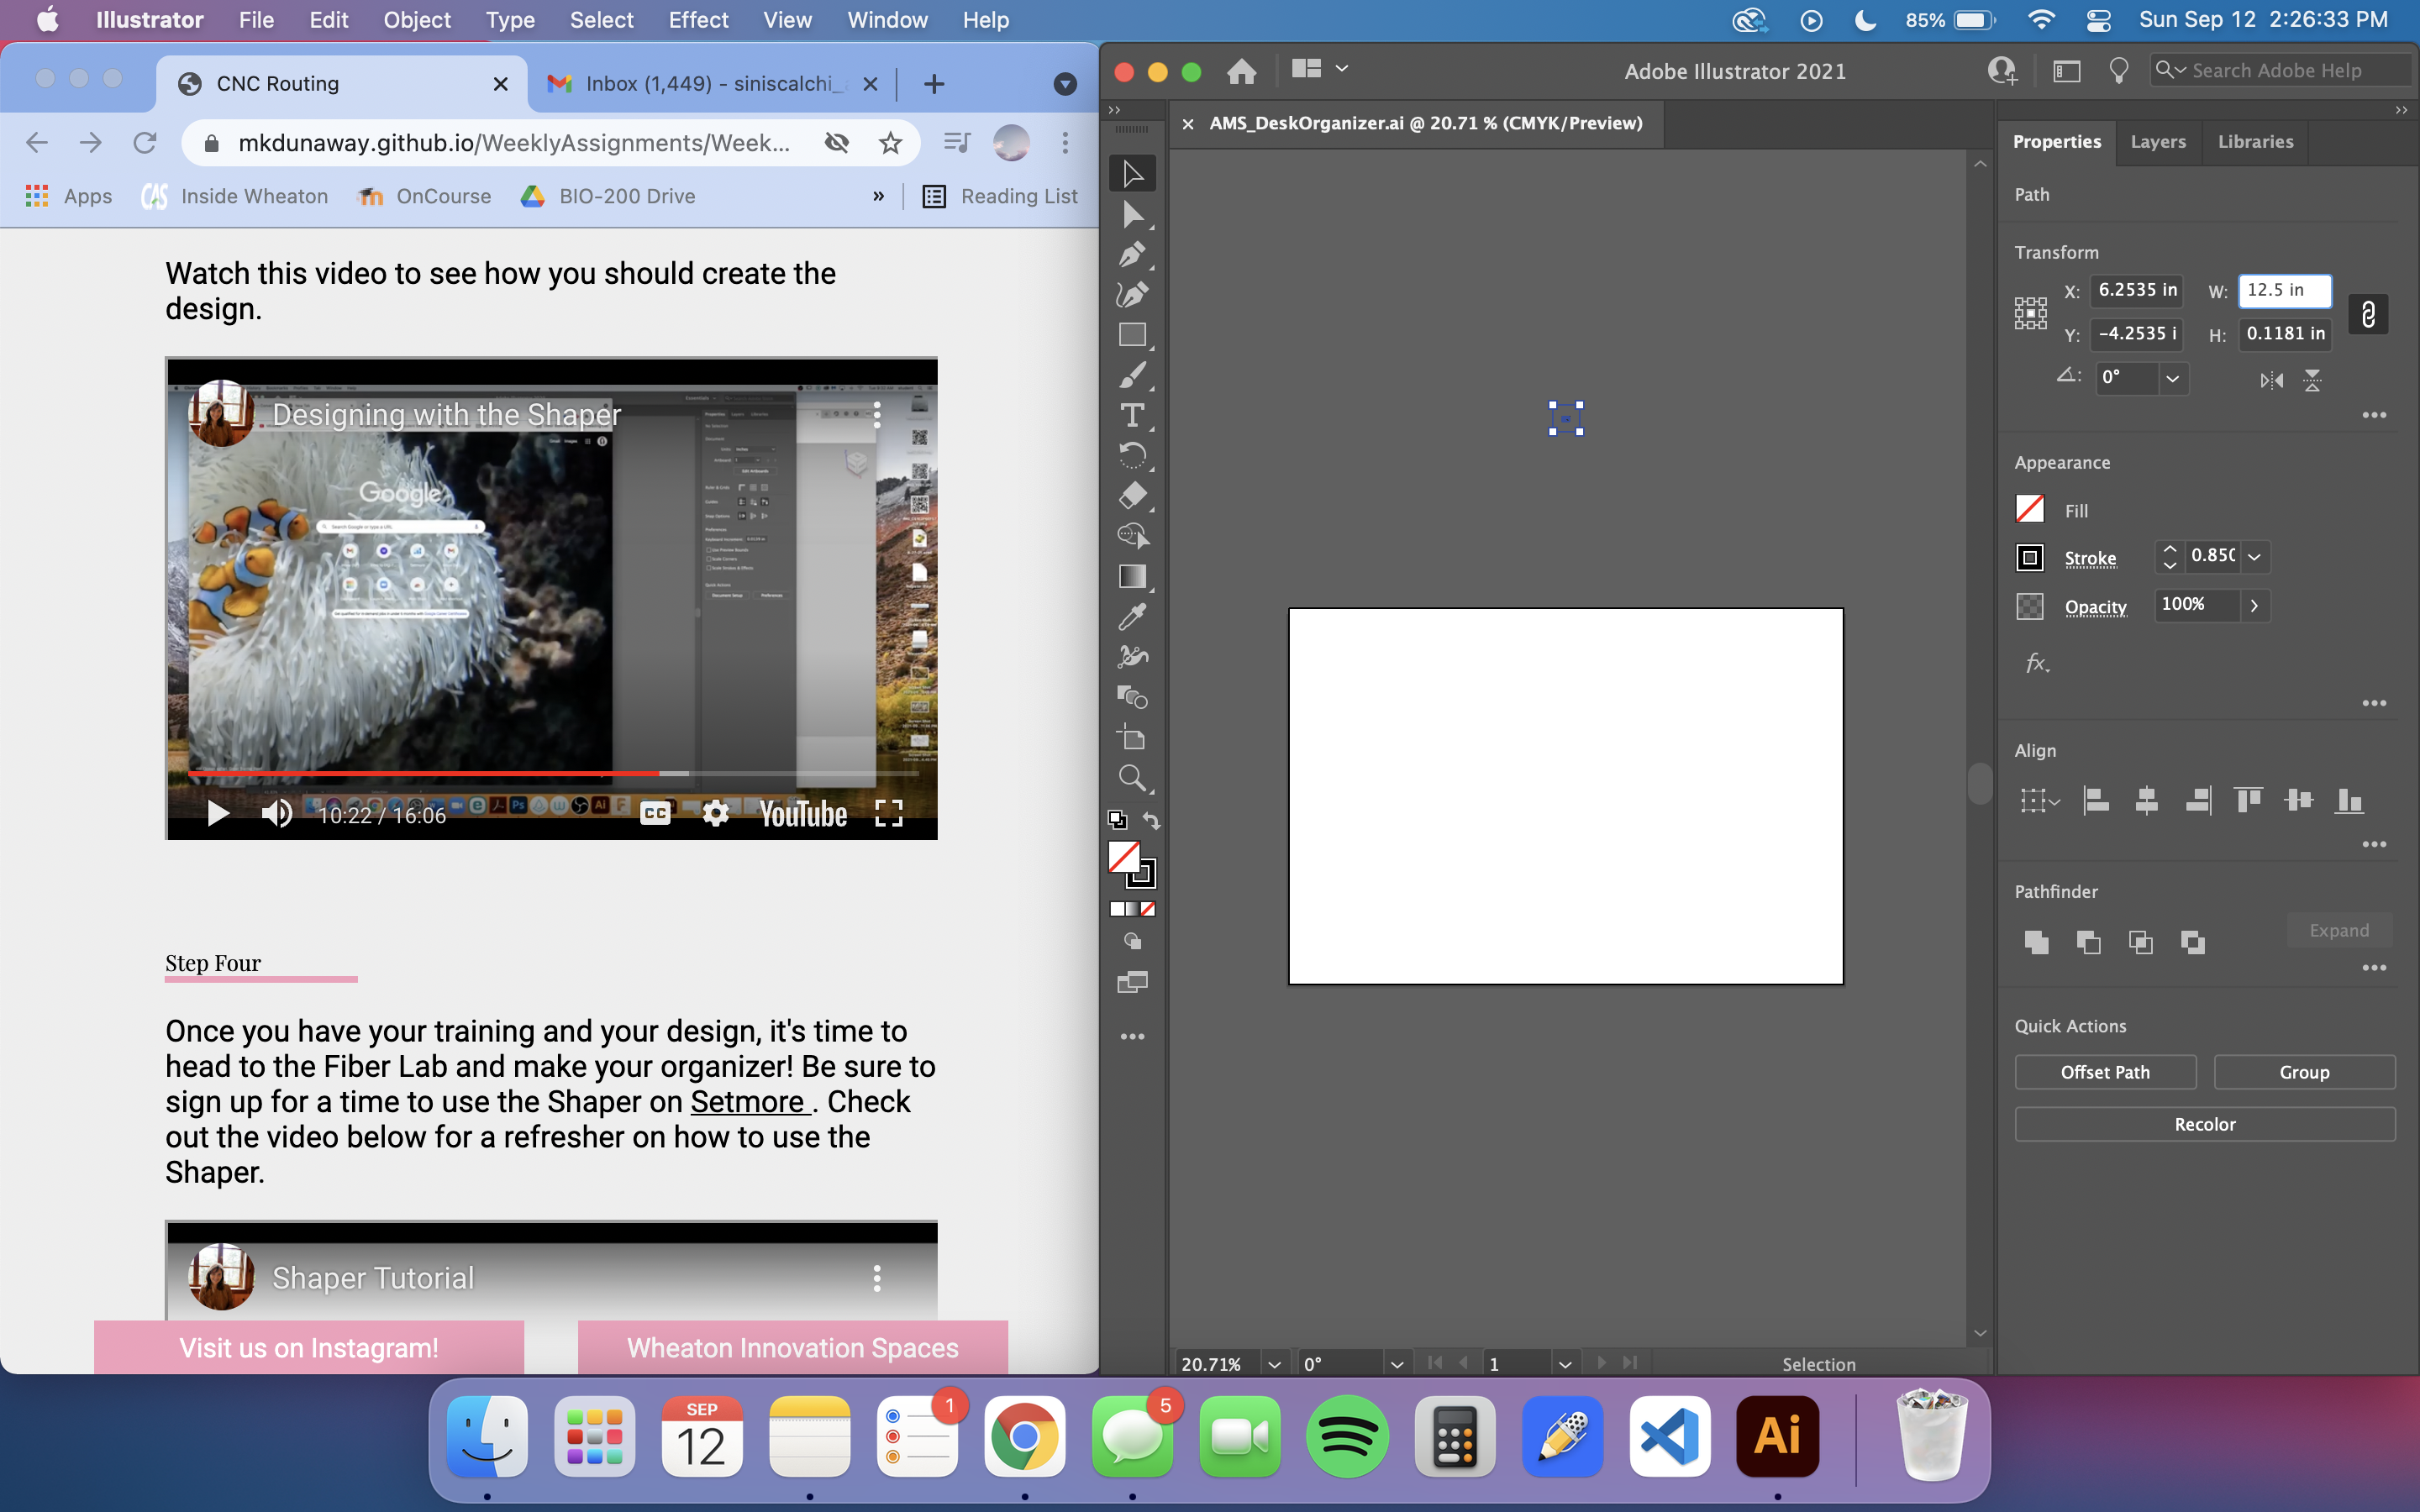 Illustrator File Edit Object Type Select Effect View Window Help
85% Sun Sep 12 2:26:33 PM
CNC Routing
Inbox (1,449) - siniscalchi_
mkdunaway.github.io/WeeklyAssignments/Week...
Apps
CAS Inside Wheaton
OnCourse
BIO-200 Drive
»
Reading List
Watch this video to see how you should create the
design.
Designing with the Shaper
Google
10:22 / 16:06
CC
YouTube
Step Four
Once you have your training and your design, it's time to
head to the Fiber Lab and make your organizer! Be sure to
sign up for a time to use the Shaper on Setmore . Check
out the video below for a refresher on how to use the
Shaper.
Shaper Tutorial
Visit us on Instagram!
Wheaton Innovation Spaces
Adobe Illustrator 2021
Search Adobe Help
AMS_DeskOrganizer.ai @ 20.71 % (CMYK/Preview)
Properties Layers Libraries
Path
Transform
X: 6.2535 in W: 12.5 in
Y: -4.2535 i H: 0.1181 in
0°
Appearance
Fill
Stroke 0.850
Opacity 100%
fx.
Align
Pathfinder
Expand
Quick Actions
Offset Path Group
Recolor
20.71% 0° 1 Selection
SEP
12
1
5
Ai